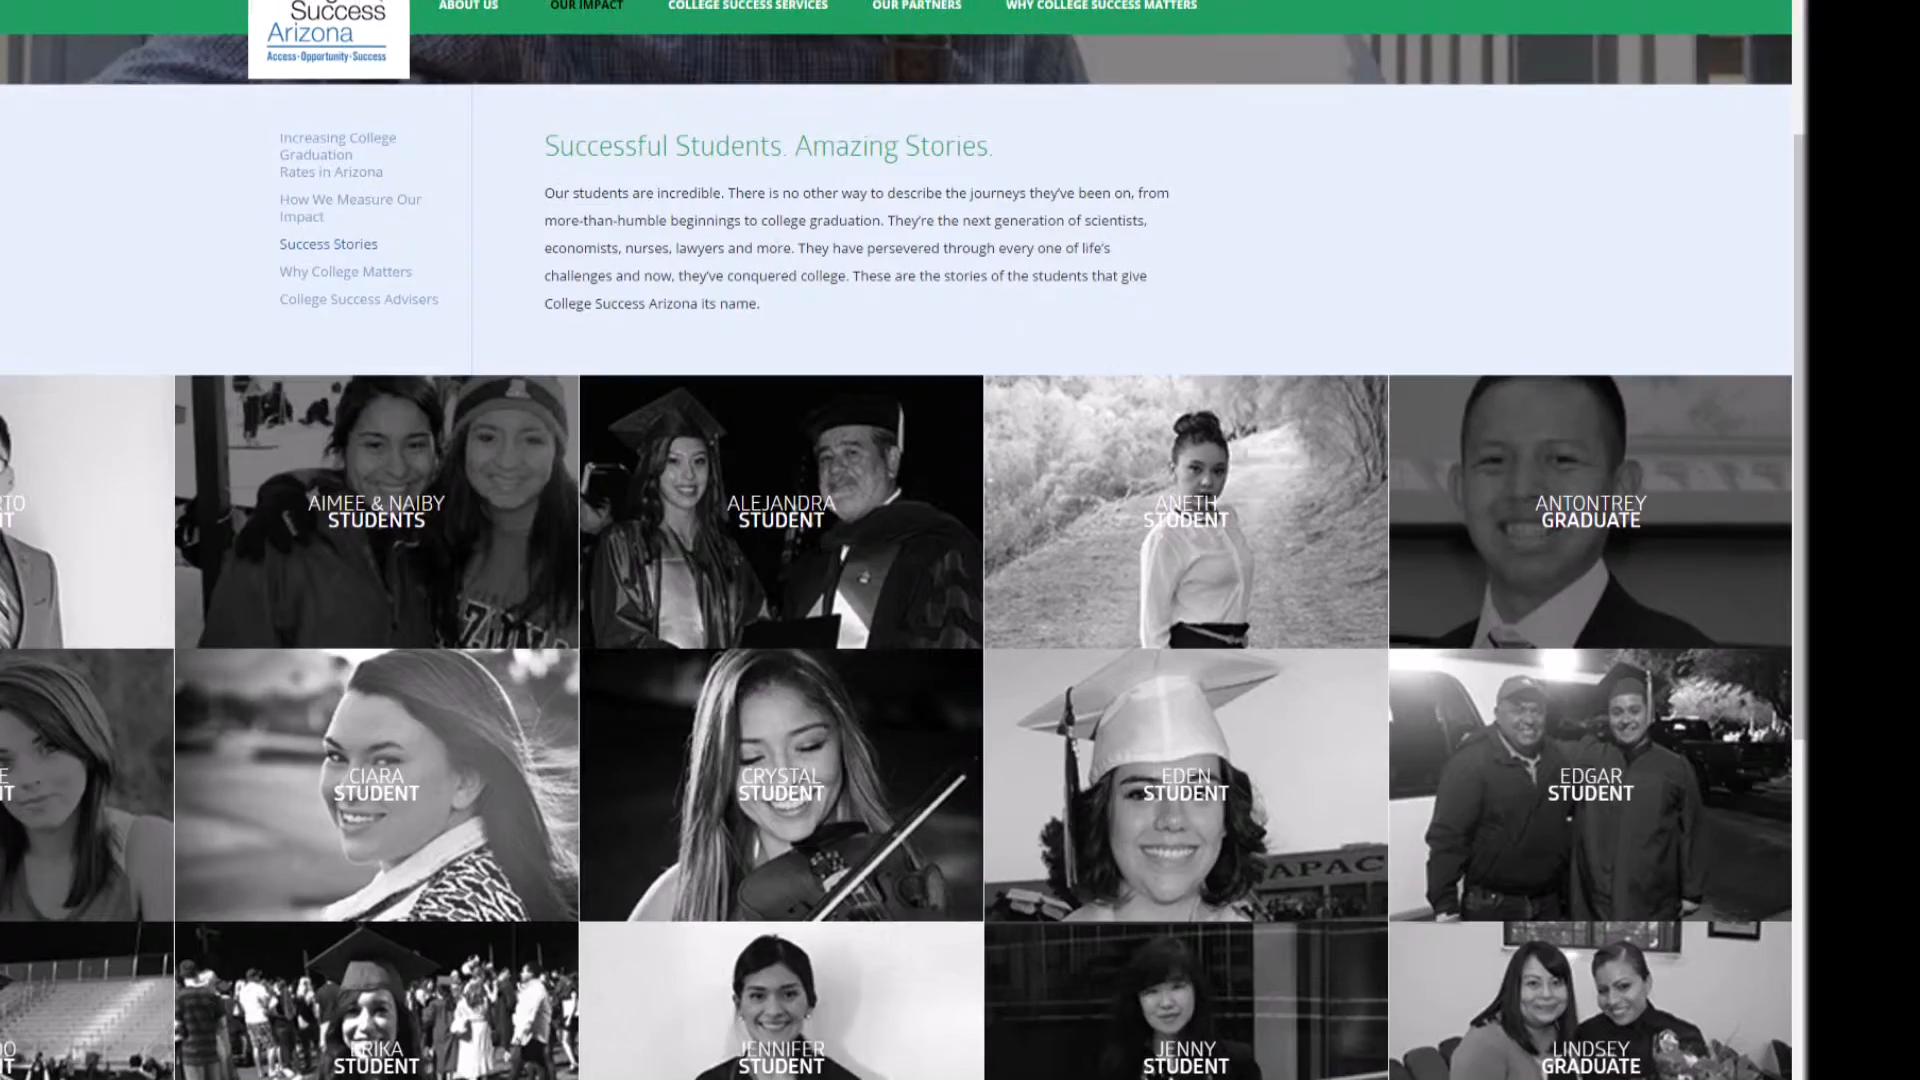 Success
Arizona
Access·Opportunity·Success
ABOUT US
OUR IMPACT
COLLEGE SUCCESS SERVICES
OUR PARTNERS
WHY COLLEGE SUCCESS MATTERS
Increasing College
Graduation
Rates in Arizona
How We Measure Our
Impact
Success Stories
Why College Matters
College Success Advisers
Successful Students. Amazing Stories.
Our students are incredible. There is no other way to describe the journeys they’ve been on, from
more-than-humble beginnings to college graduation. They’re the next generation of scientists,
economists, nurses, lawyers and more. They have persevered through every one of life’s
challenges and now, they’ve conquered college. These are the stories of the students that give
College Success Arizona its name.
AIMEE & NAIBY
STUDENTS
ALEJANDRA
STUDENT
ANETH
STUDENT
ANTONTREY
GRADUATE
CIARA
STUDENT
CRYSTAL
STUDENT
EDEN
STUDENT
APAC
EDGAR
STUDENT
ERIKA
STUDENT
JENNIFER
STUDENT
JENNY
STUDENT
LINDSEY
GRADUATE